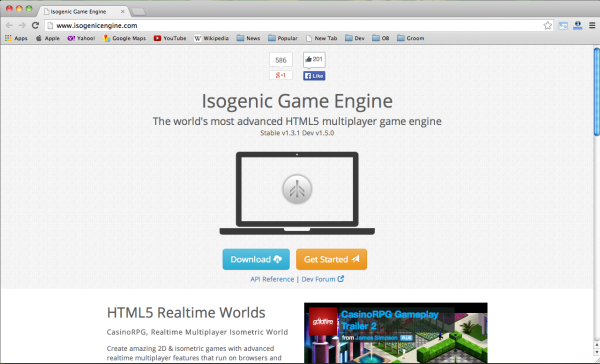 Isogenic Game Engine
www.isogenicengine.com
Apps Apple Yahoo! Google Maps YouTube Wikipedia News Popular New Tab Dev OB Groom
586 201
g+1 Like
Isogenic Game Engine
The world's most advanced HTML5 multiplayer game engine
Stable v1.3.1 Dev v1.5.0
Download Get Started
API Reference | Dev Forum
HTML5 Realtime Worlds
CasinoRPG, Realtime Multiplayer Isometric World
Create amazing 2D & isometric games with advanced
realtime multiplayer features that run on browsers and
goldfire
CasinoRPG Gameplay
Trailer 2
from James Simpson PLUS